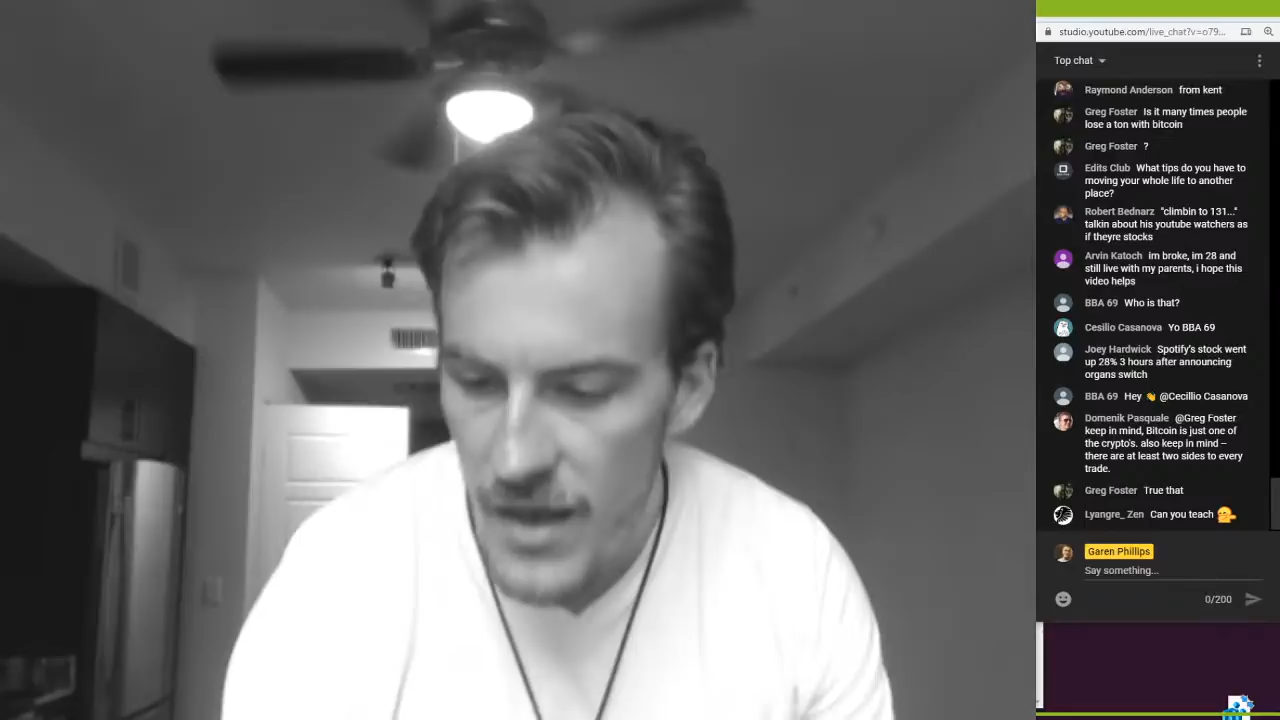 studio.youtube.com/live_chat?v=o79...
Top chat
Raymond Anderson from kent
Greg Foster Is it many times people
lose a ton with bitcoin
Greg Foster ?
Edits Club What tips do you have to
moving your whole life to another
place?
Robert Bednarz "climbin to 131..."
talkin about his youtube watchers as
if theyre stocks
Arvin Katoch im broke, im 28 and
still live with my parents, i hope this
video helps
BBA 69 Who is that?
Cesilio Casanova Yo BBA 69
Joey Hardwick Spotify's stock went
up 28% 3 hours after announcing
organs switch
BBA 69 Hey 👋 @Cecillio Casanova
Domenik Pasquale @Greg Foster
keep in mind, Bitcoin is just one of
the crypto's. also keep in mind –
there are at least two sides to every
trade.
Greg Foster True that
Lyangre_ Zen Can you teach
Garen Phillips
Say something...
0/200